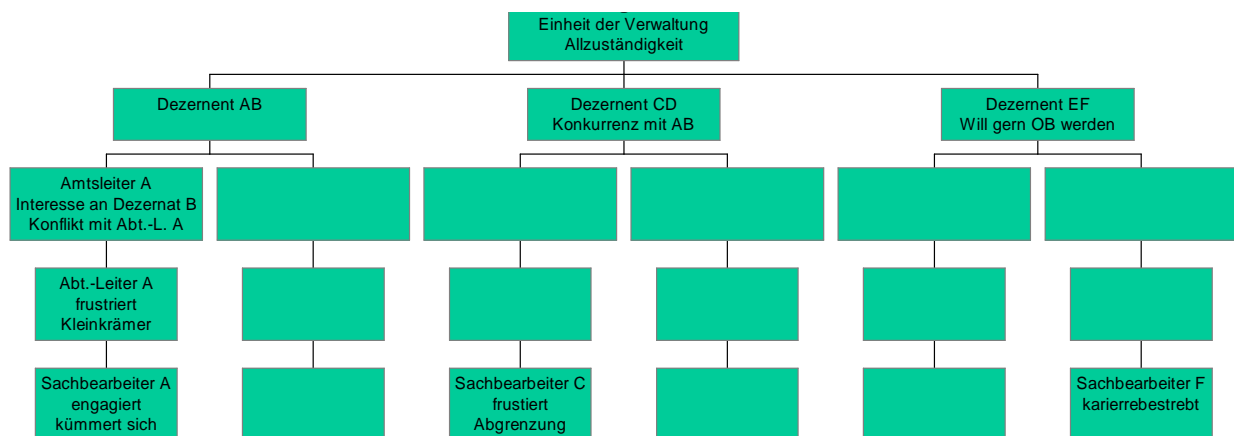 Einheit der Verwaltung
Allzuständigkeit
Dezernent AB
Dezernent CD
Konkurrenz mit AB
Dezernent EF
Will gern OB werden
Amtsleiter A
Interesse an Dezernat B
Konflikt mit Abt.-L. A
Abt.-Leiter A
frustriert
Kleinkrämer
Sachbearbeiter A
engagiert
kümmert sich
Sachbearbeiter C
frustiert
Abgrenzung
Sachbearbeiter F
karierrebestrebt